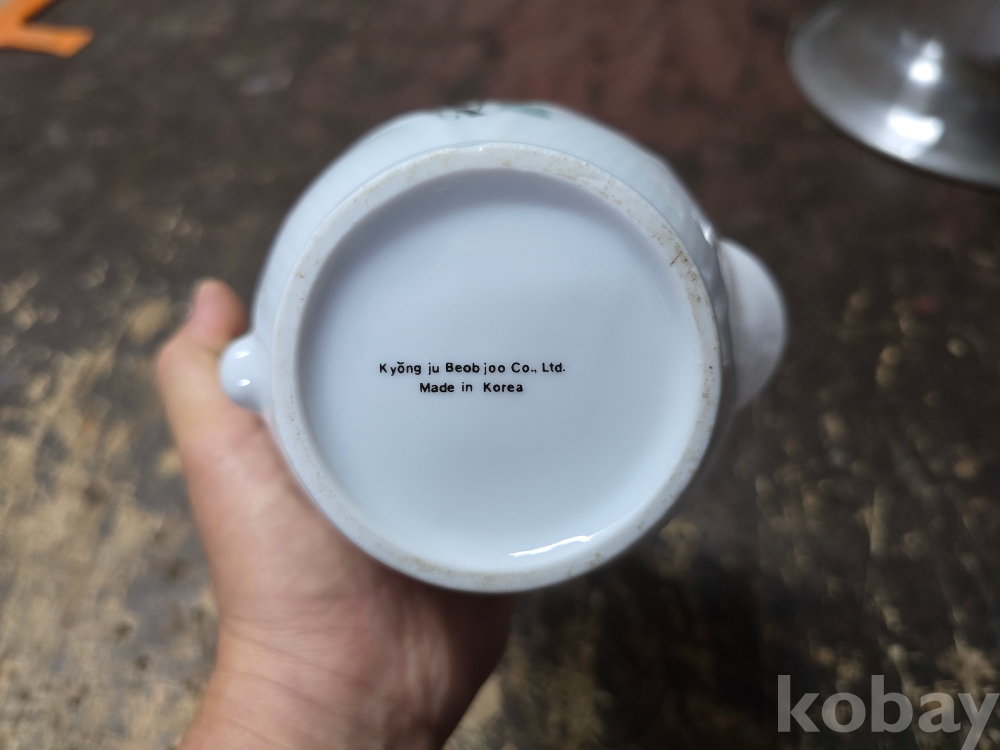 Kyŏng ju Beobjoo Co., Ltd.
Made in Korea
kobay